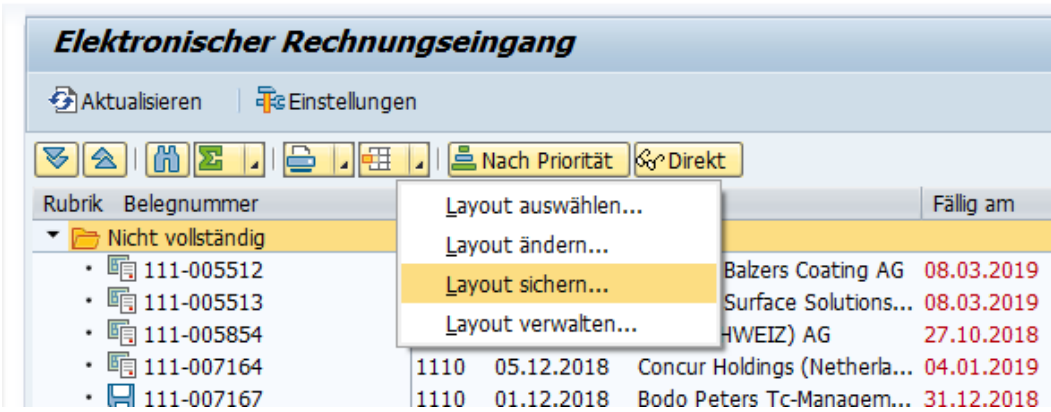 Elektronischer Rechnungseingang
Aktualisieren Einstellungen
Nach Priorität Direkt
Rubrik Belegnummer Fällig am
Nicht vollständig
Layout auswählen...
Layout ändern...
Layout sichern...
Layout verwalten...
111-005512 Balzers Coating AG 08.03.2019
111-005513 Surface Solutions... 08.03.2019
111-005854 HWEIZ) AG 27.10.2018
111-007164 1110 05.12.2018 Concur Holdings (Netherla... 04.01.2019
111-007167 1110 01.12.2018 Bodo Peters Tc-Managem... 31.12.2018